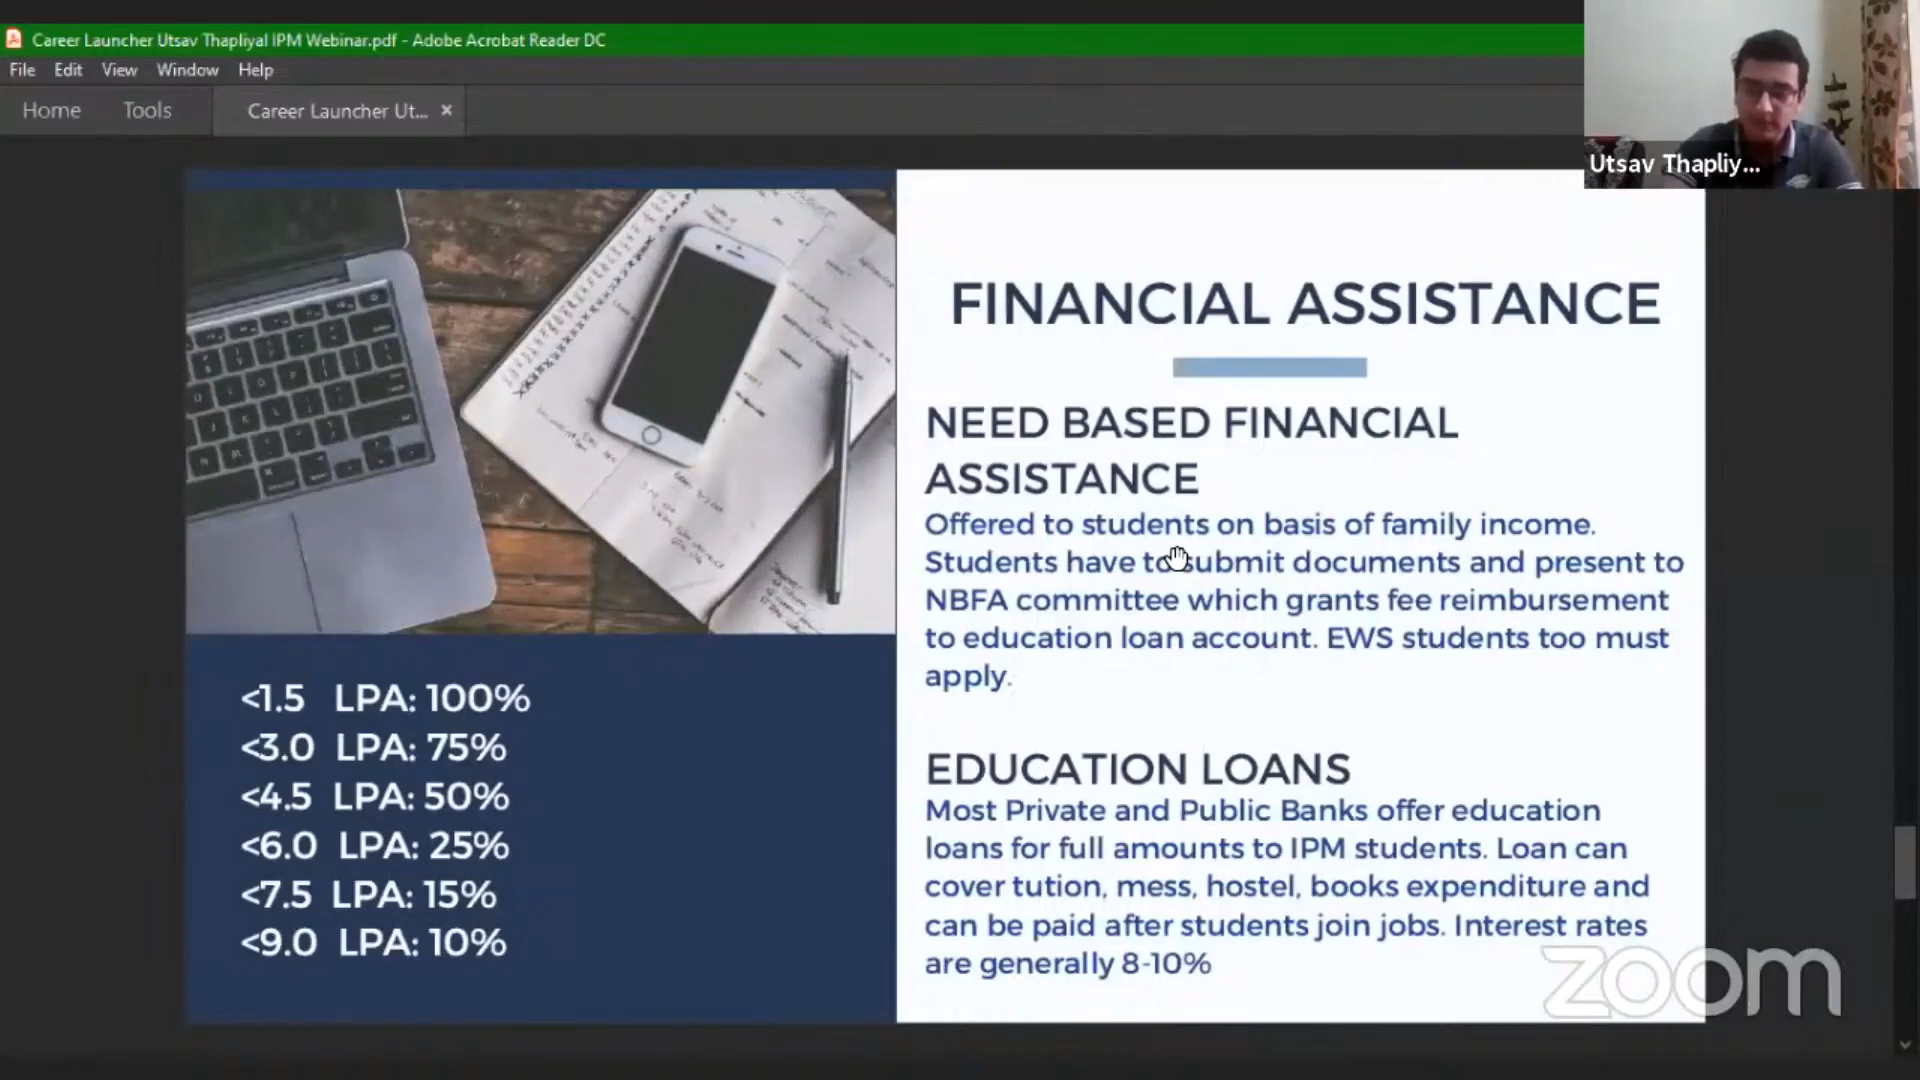 Career Launcher Utsav Thapliyal IPM Webinar.pdf - Adobe Acrobat Reader DC
File Edit View Window Help
Home Tools Career Launcher Ut... ×
Utsav Thapliy...
<1.5 LPA: 100%
<3.0 LPA: 75%
<4.5 LPA: 50%
<6.0 LPA: 25%
<7.5 LPA: 15%
<9.0 LPA: 10%
FINANCIAL ASSISTANCE
NEED BASED FINANCIAL
ASSISTANCE
Offered to students on basis of family income.
Students have to submit documents and present to
NBFA committee which grants fee reimbursement
to education loan account. EWS students too must
apply.
EDUCATION LOANS
Most Private and Public Banks offer education
loans for full amounts to IPM students. Loan can
cover tution, mess, hostel, books expenditure and
can be paid after students join jobs. Interest rates
are generally 8-10%
zoom